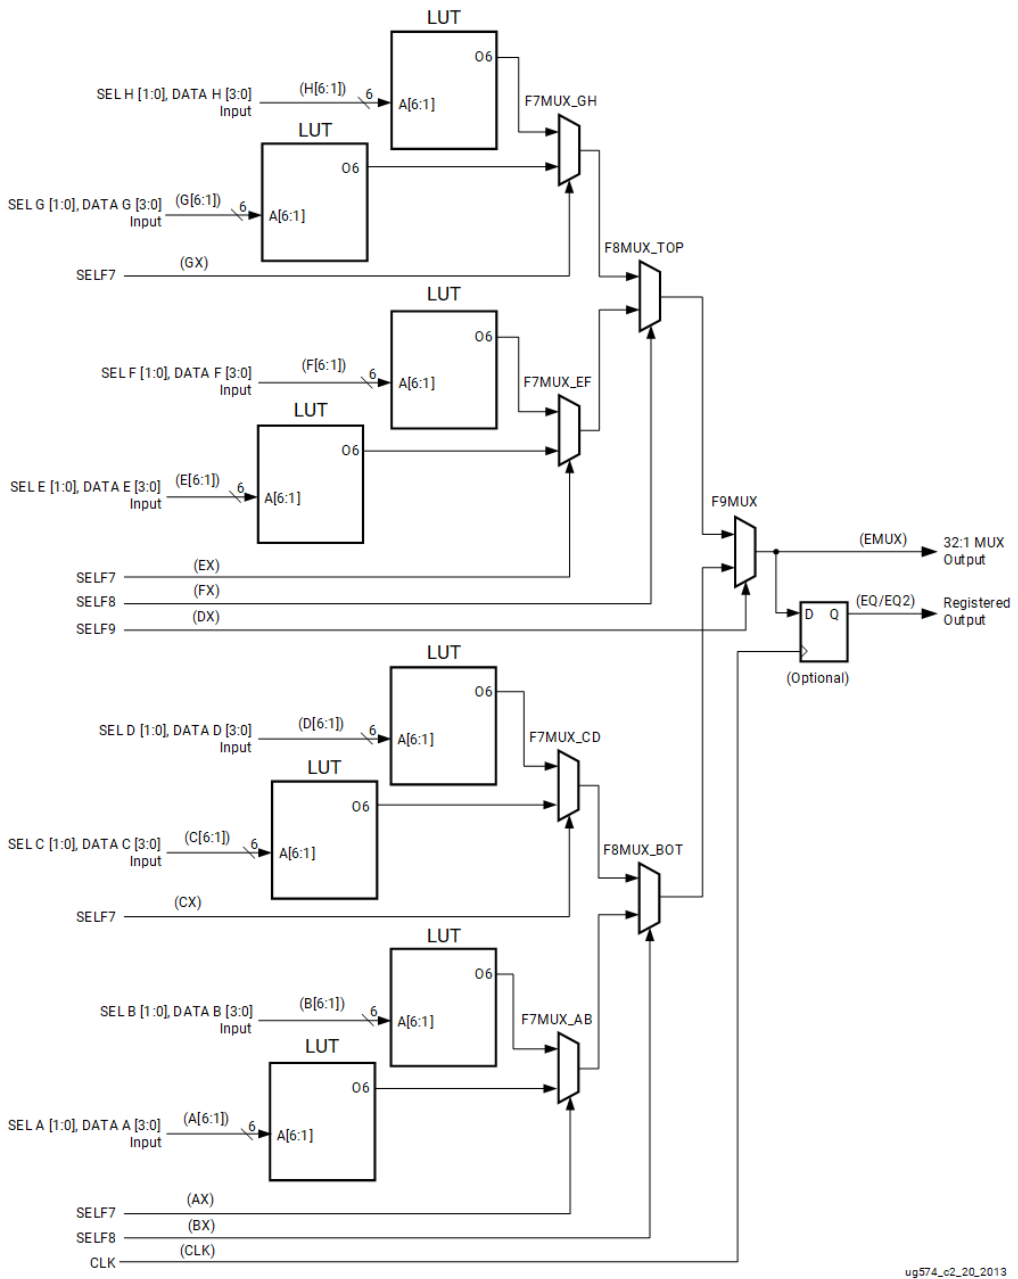 LUT
O6
SEL H [1:0], DATA H [3:0]
Input
(H[6:1])
6
A[6:1]
F7MUX_GH
LUT
O6
SEL G [1:0], DATA G [3:0]
Input
(G[6:1])
6
A[6:1]
SELF7
(GX)
F8MUX_TOP
LUT
O6
SEL F [1:0], DATA F [3:0]
Input
(F[6:1])
6
A[6:1]
F7MUX_EF
LUT
O6
SEL E [1:0], DATA E [3:0]
Input
(E[6:1])
6
A[6:1]
F9MUX
(EMUX)
32:1 MUX
Output
SELF7
(EX)
SELF8
(FX)
SELF9
(DX)
D Q
(EQ/EQ2)
Registered
Output
(Optional)
LUT
O6
SEL D [1:0], DATA D [3:0]
Input
(D[6:1])
6
A[6:1]
F7MUX_CD
LUT
O6
SEL C [1:0], DATA C [3:0]
Input
(C[6:1])
6
A[6:1]
F8MUX_BOT
SELF7
(CX)
LUT
O6
SEL B [1:0], DATA B [3:0]
Input
(B[6:1])
6
A[6:1]
F7MUX_AB
LUT
O6
SEL A [1:0], DATA A [3:0]
Input
(A[6:1])
6
A[6:1]
SELF7
(AX)
SELF8
(BX)
CLK
(CLK)
ug574_c2_20_2013